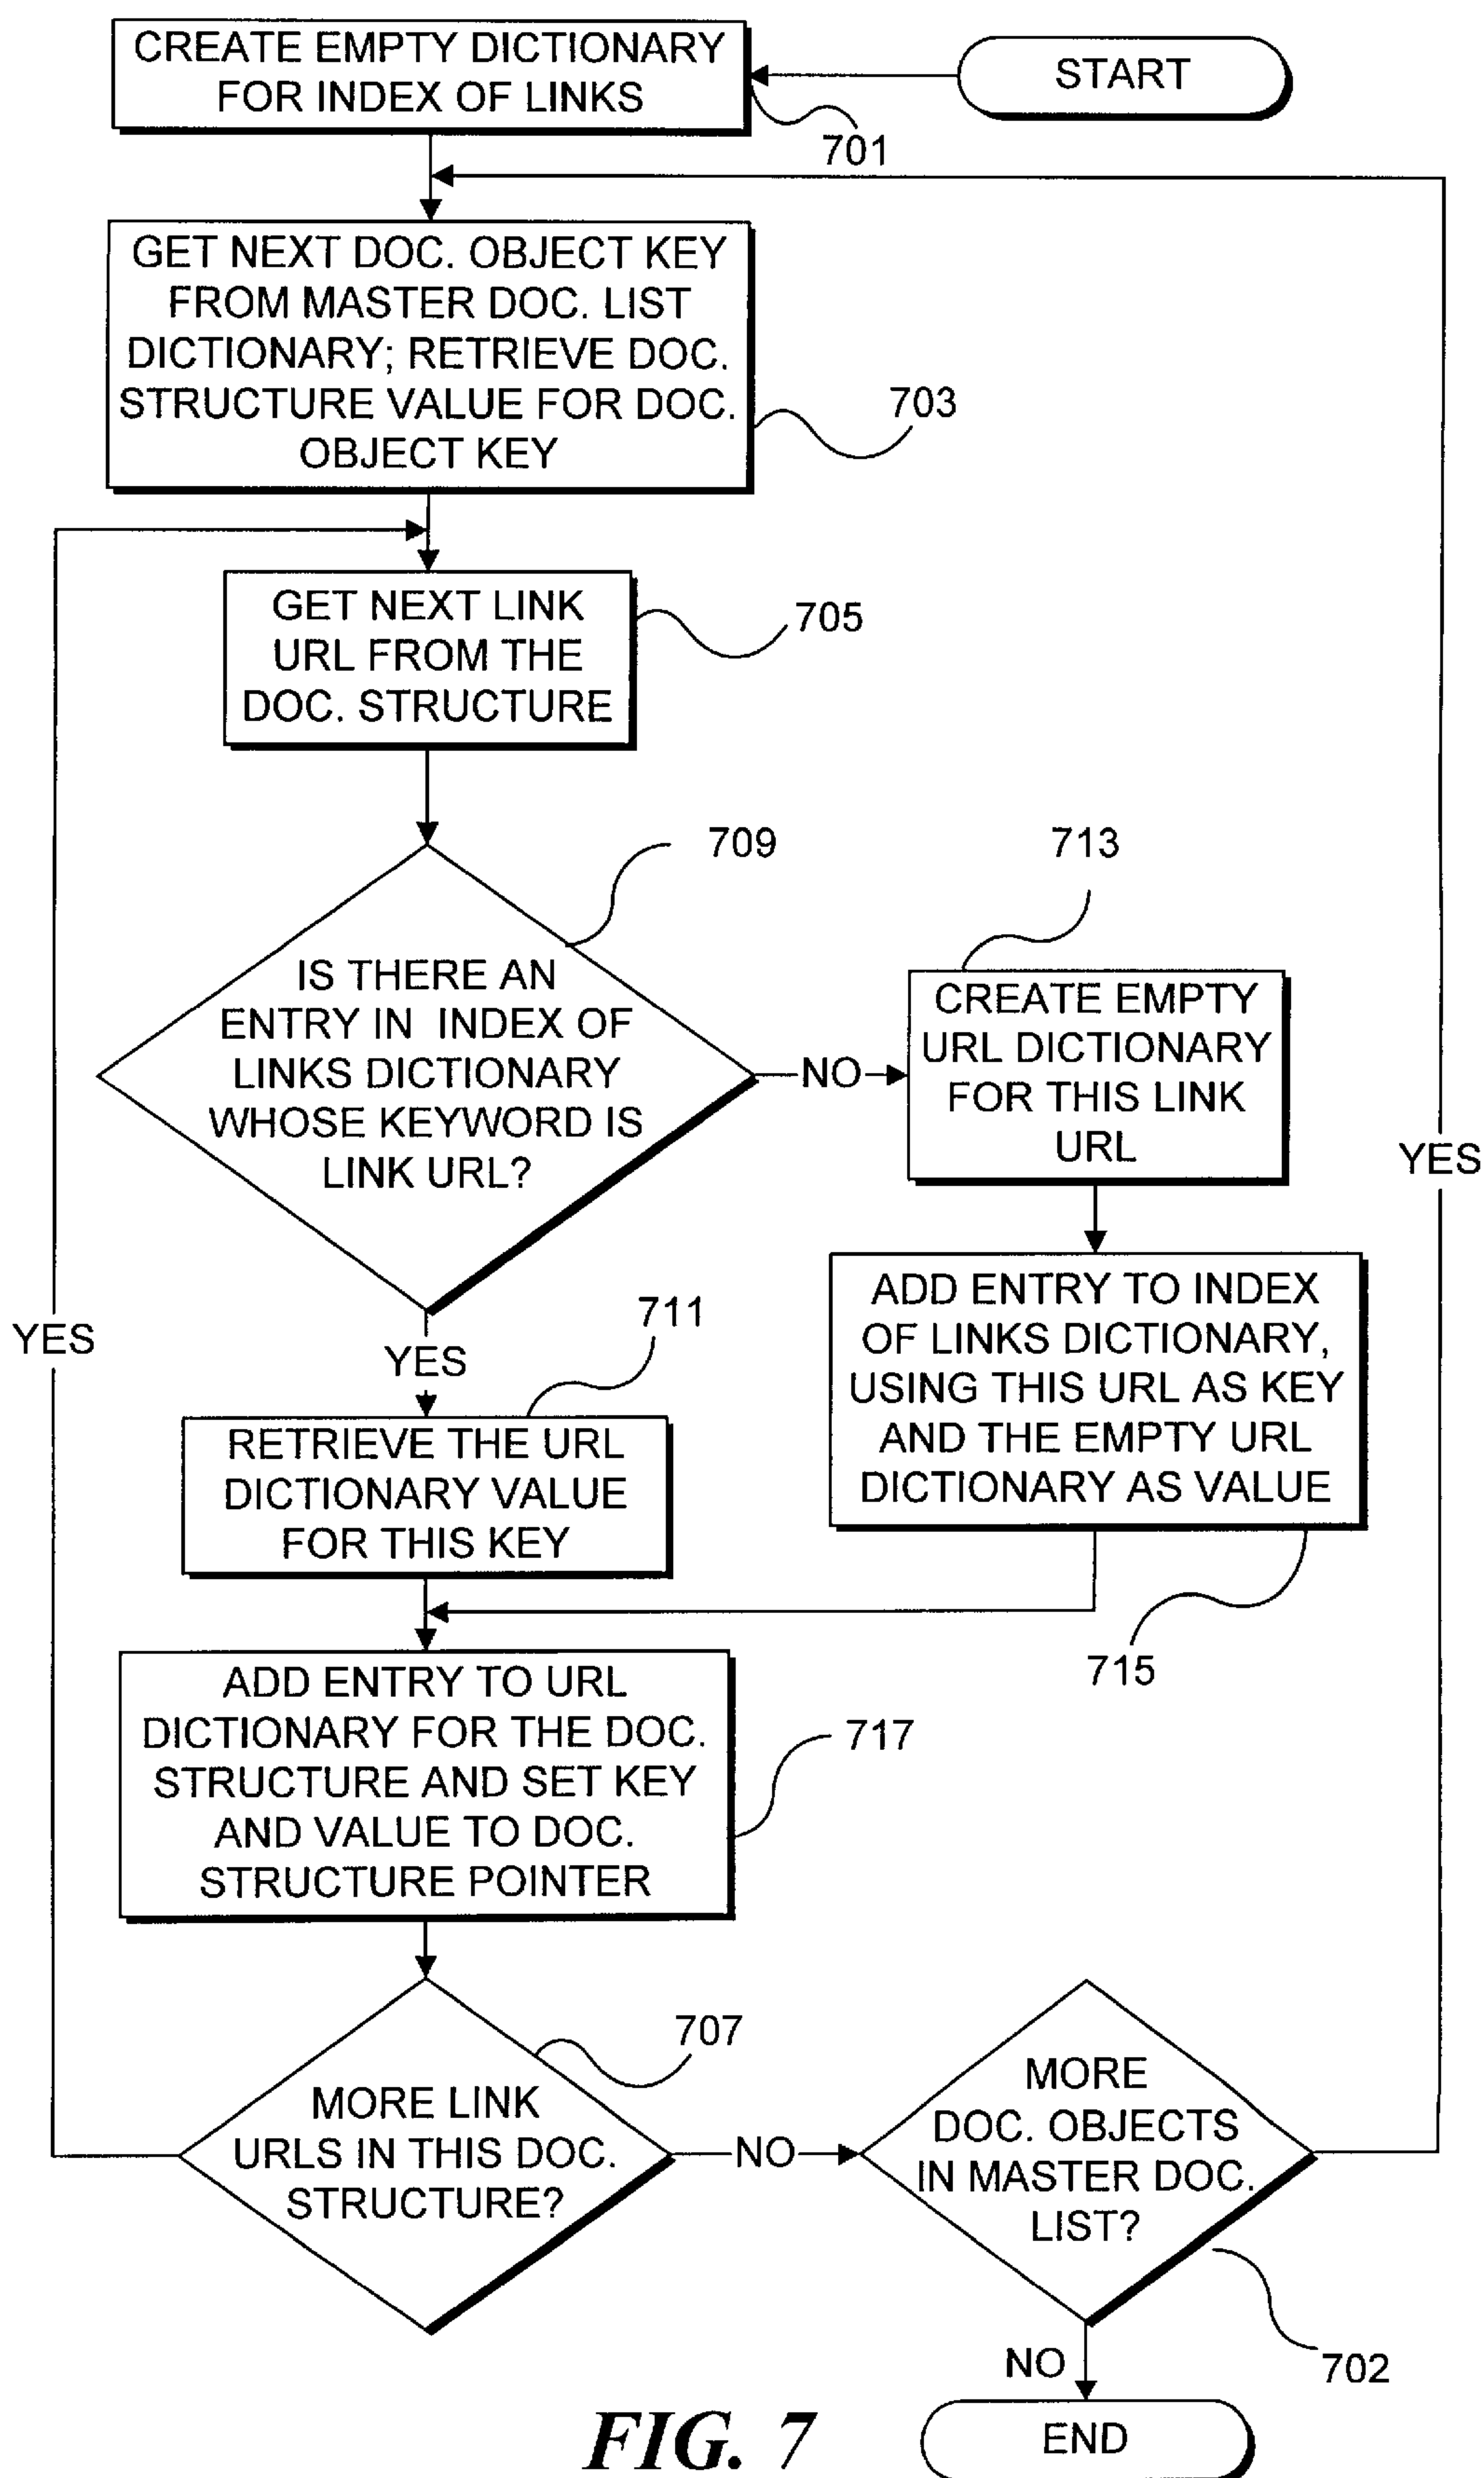 CREATE EMPTY DICTIONARY
FOR INDEX OF LINKS
START
701
GET NEXT DOC. OBJECT KEY
FROM MASTER DOC. LIST
DICTIONARY; RETRIEVE DOC.
STRUCTURE VALUE FOR DOC.
OBJECT KEY
703
GET NEXT LINK
URL FROM THE
DOC. STRUCTURE
705
709
IS THERE AN
ENTRY IN INDEX OF
LINKS DICTIONARY
WHOSE KEYWORD IS
LINK URL?
NO
713
CREATE EMPTY
URL DICTIONARY
FOR THIS LINK
URL
YES
ADD ENTRY TO INDEX
OF LINKS DICTIONARY,
USING THIS URL AS KEY
AND THE EMPTY URL
DICTIONARY AS VALUE
715
YES
YES
711
RETRIEVE THE URL
DICTIONARY VALUE
FOR THIS KEY
ADD ENTRY TO URL
DICTIONARY FOR THE DOC.
STRUCTURE AND SET KEY
AND VALUE TO DOC.
STRUCTURE POINTER
717
707
MORE LINK
URLS IN THIS DOC.
STRUCTURE?
NO
MORE
DOC. OBJECTS
IN MASTER DOC.
LIST?
702
NO
END
FIG. 7